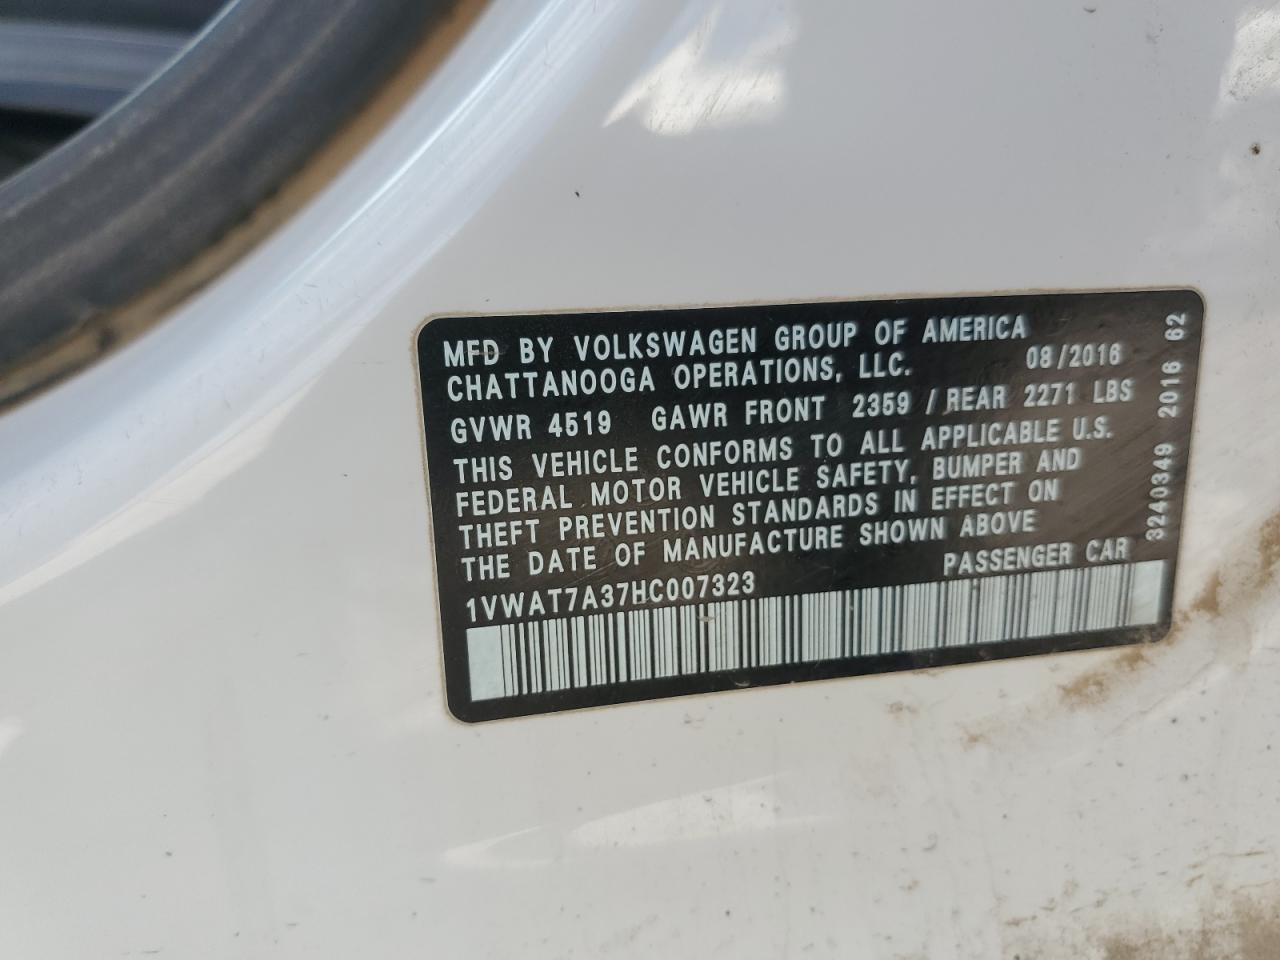 MFD BY VOLKSWAGEN GROUP OF AMERICA
CHATTANOOGA OPERATIONS, LLC. 08/2016
GVWR 4519 GAWR FRONT 2359 / REAR 2271 LBS
THIS VEHICLE CONFORMS TO ALL APPLICABLE U.S.
FEDERAL MOTOR VEHICLE SAFETY, BUMPER AND
THEFT PREVENTION STANDARDS IN EFFECT ON
THE DATE OF MANUFACTURE SHOWN ABOVE
PASSENGER CAR
1VWAT7A37HC007323
3240349 2016 62